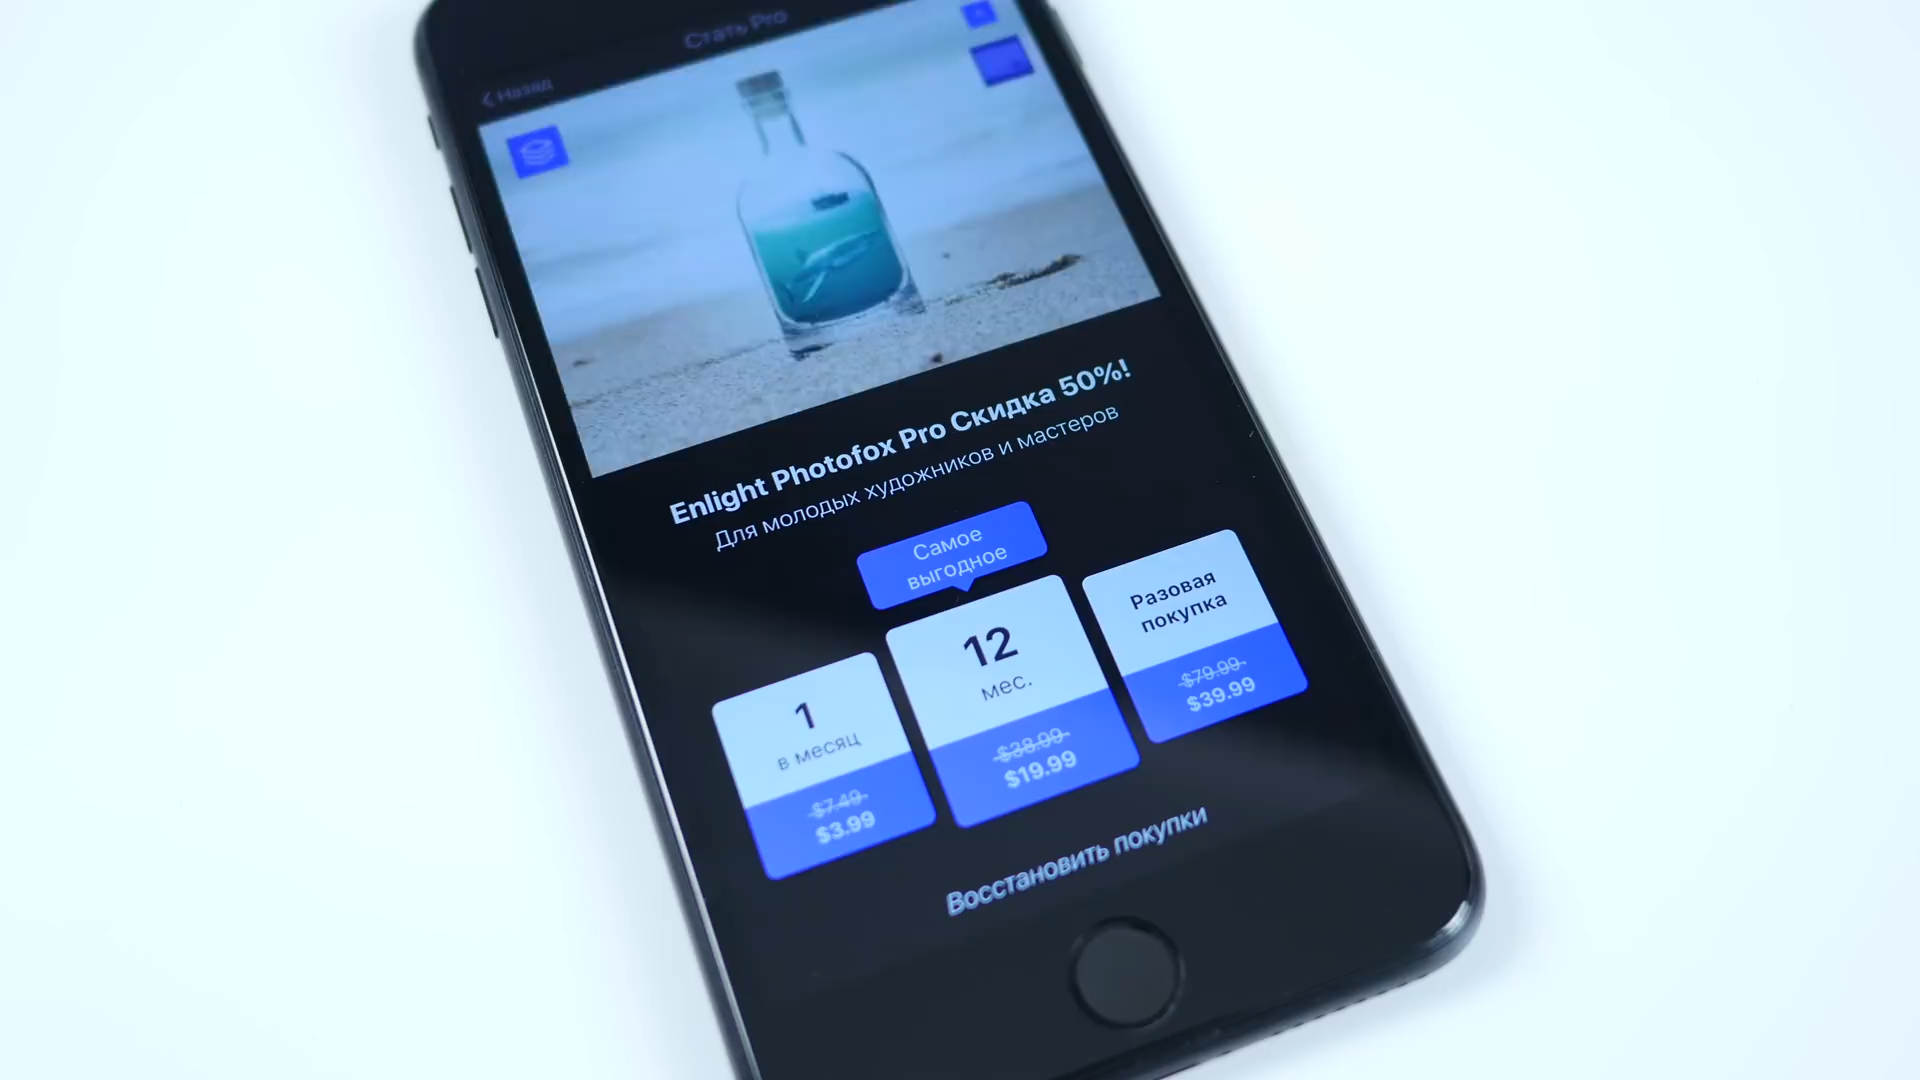 Стать Pro
Назад
Enlight Photofox Pro Скидка 50%!
Для молодых художников и мастеров
Самое
выгодное
1
в месяц
$7.49
$3.99
12
мес.
$38.99
$19.99
Разовая
покупка
$79.99
$39.99
Восстановить покупки